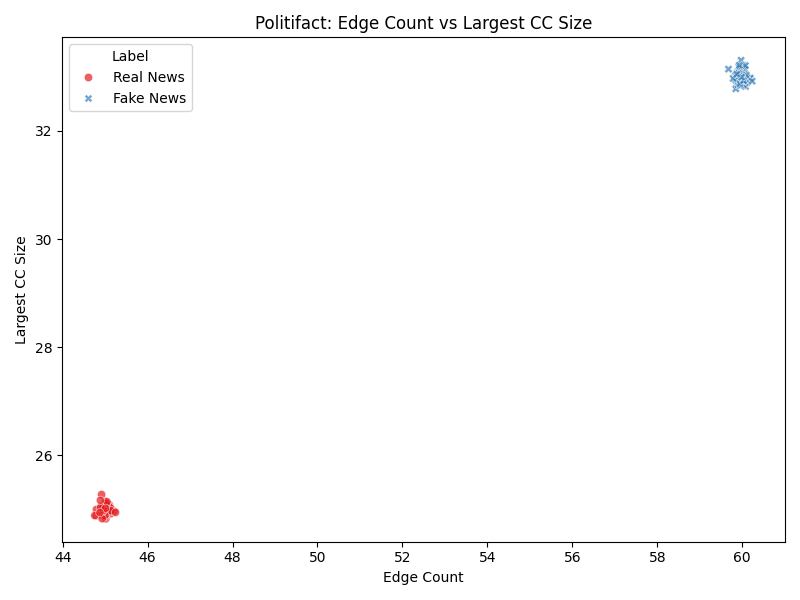 Politifact: Edge Count vs Largest CC Size
Label
Real News
Fake News
32
30
28
26
Largest CC Size
44 46 48 50 52 54 56 58 60
Edge Count